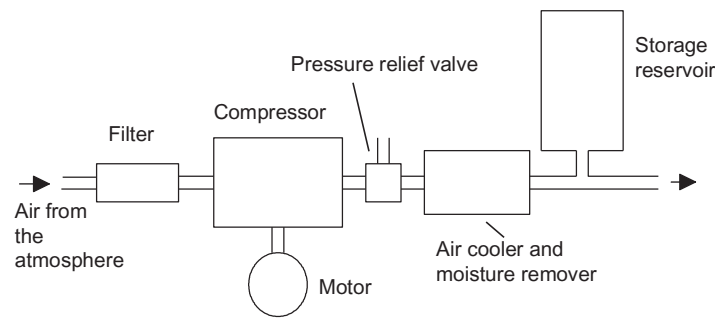 Storage
reservoir
Pressure relief valve
Compressor
Filter
Air from
the
atmosphere
Air cooler and
moisture remover
Motor